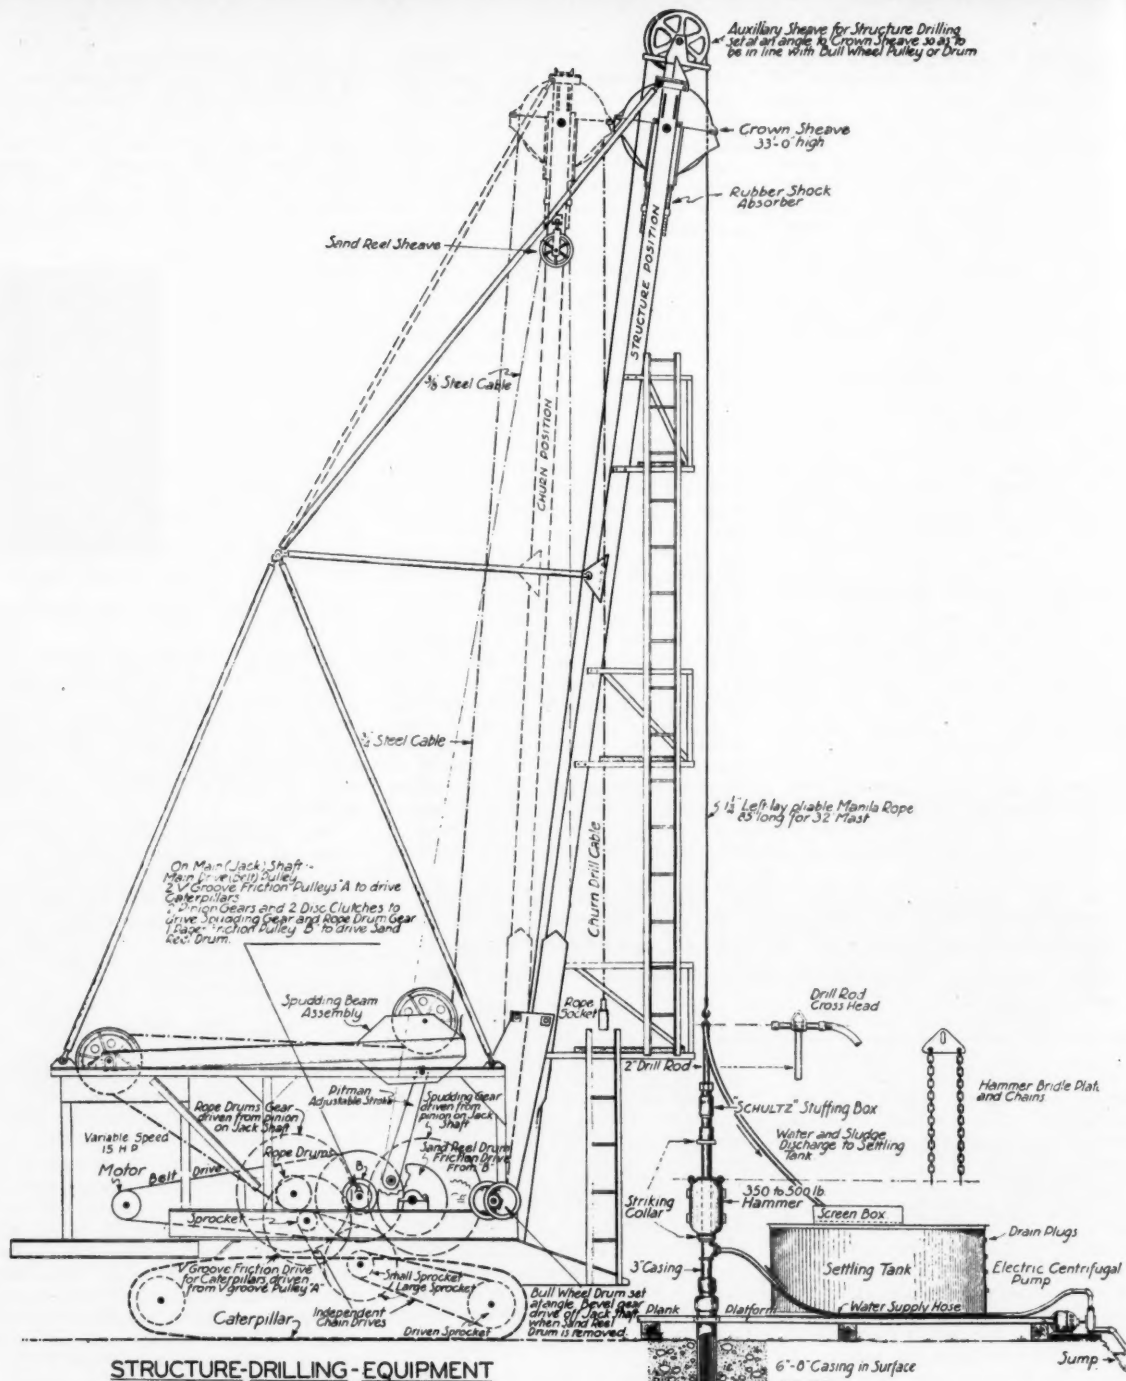 Auxiliary Sheave for Structure Drilling
set at an angle to Crown Sheave so as to
be in line with Bull Wheel Pulley or Drum
Crown Sheave
33'-0" high
Rubber Shock
Absorber
Sand Reel Sheave
STRUCTURE POSITION
CHURN POSITION
Steel Cable
Steel Cable
1½" Left lay pliable Manila Rope
85' long for 32' Mast
Churn Drill Cable
On Main (Jack) Shaft:-
Main Drive (Belt) Pulley
2 V Groove Friction Pulleys "A" to drive
Caterpillars
2 Pinion Gears and 2 Disc Clutches to
drive Spudding Gear and Rope Drum Gear
Friction Pulley "B" to drive Sand
Reel Drum.
Spudding Beam
Assembly
Rope
Socket
Drill Rod
Cross Head
2" Drill Rod
Hammer Bridle Plate
and Chains
Pitman
Adjustable Stroke
Spudding Gear
driven from
pinion on Jack
Shaft
Rope Drums Gear
driven from pinion
on Jack Shaft
"SCHULTZ" Stuffing Box
Water and Sludge
Discharge to Settling
Tank
Variable Speed
15 H P
Motor
Belt Drive
Rope Drums
B
Sand Reel Drum
Friction Drive
From "B"
350 to 500 lb.
Hammer
Striking
Collar
Screen Box
Drain Plugs
Sprocket
Settling Tank
Electric Centrifugal
Pump
3" Casing
V Groove Friction Drive
for Caterpillars driven
from V groove Pulley "A"
Small Sprocket
Large Sprocket
Independent
Chain Drives
Driven Sprocket
Caterpillar
Bull Wheel Drum set
at angle. Bevel gear
drive off Jack shaft
when Sand Reel
Drum is removed.
Plank Platform
Water Supply Hose
Sump
6"-8" Casing in Surface
STRUCTURE-DRILLING-EQUIPMENT